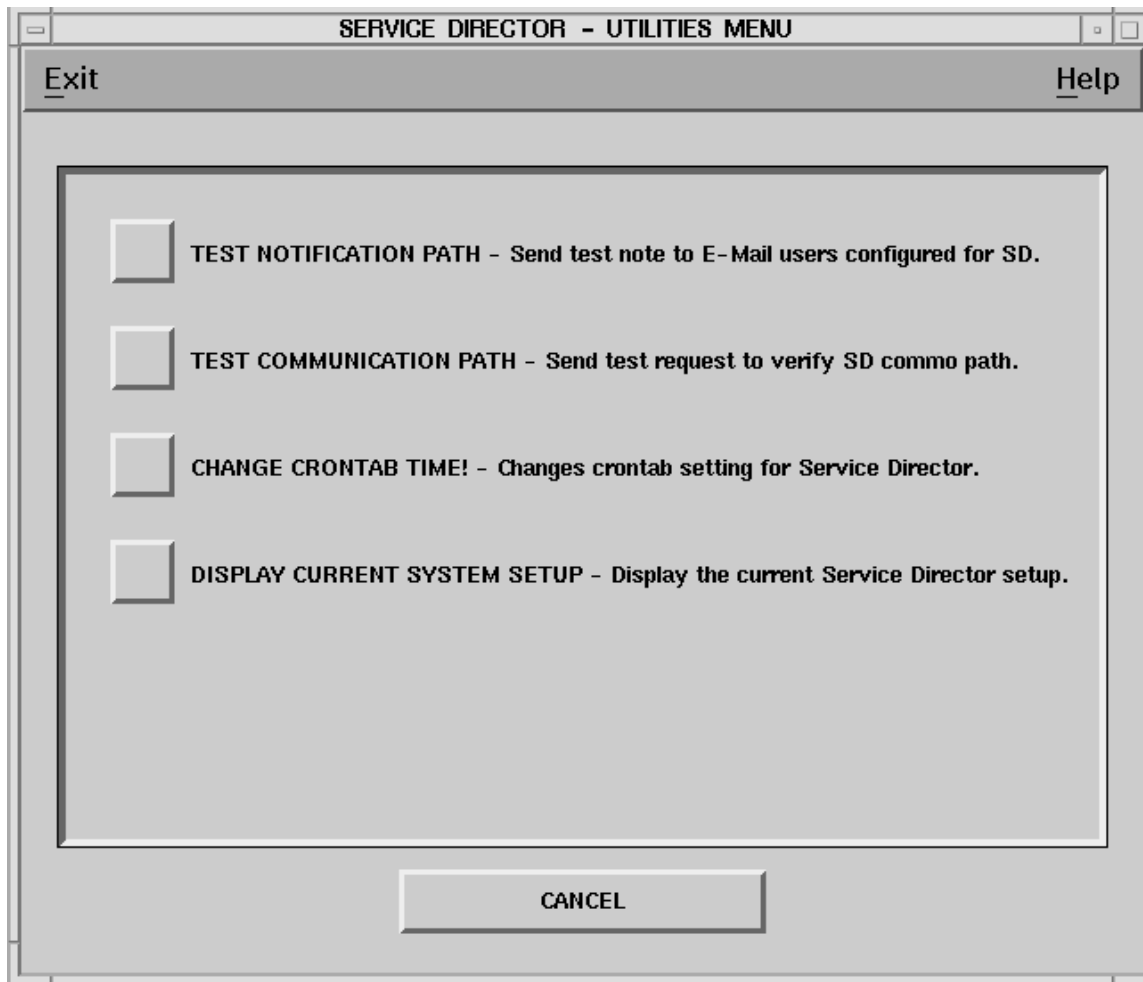 SERVICE DIRECTOR - UTILITIES MENU
Exit
Help
TEST NOTIFICATION PATH - Send test note to E-Mail users configured for SD.
TEST COMMUNICATION PATH - Send test request to verify SD commo path.
CHANGE CRONTAB TIME! - Changes crontab setting for Service Director.
DISPLAY CURRENT SYSTEM SETUP - Display the current Service Director setup.
CANCEL